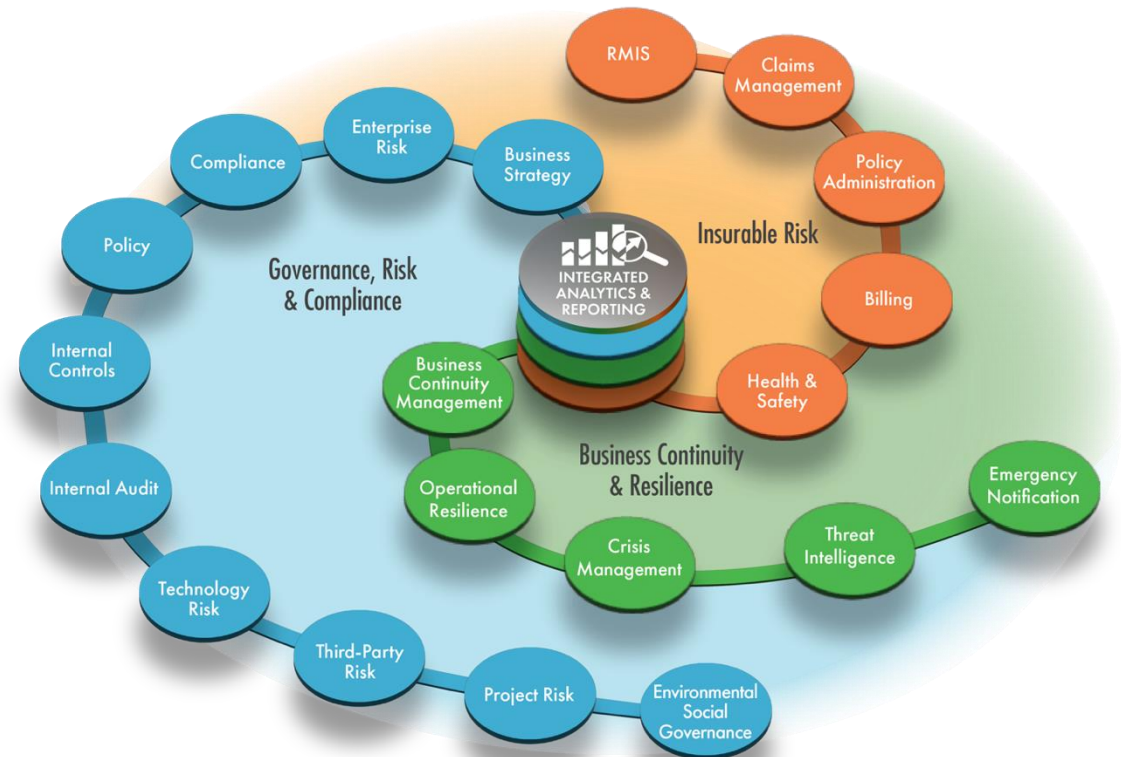 RMIS
Claims
Management
Policy
Administration
Billing
Health &
Safety
Insurable Risk
Enterprise
Risk
Business
Strategy
Compliance
Policy
Internal
Controls
Internal Audit
Technology
Risk
Third-Party
Risk
Project Risk
Environmental
Social
Governance
Governance, Risk
& Compliance
INTEGRATED
ANALYTICS &
REPORTING
Business
Continuity
Management
Operational
Resilience
Crisis
Management
Threat
Intelligence
Emergency
Notification
Business Continuity
& Resilience